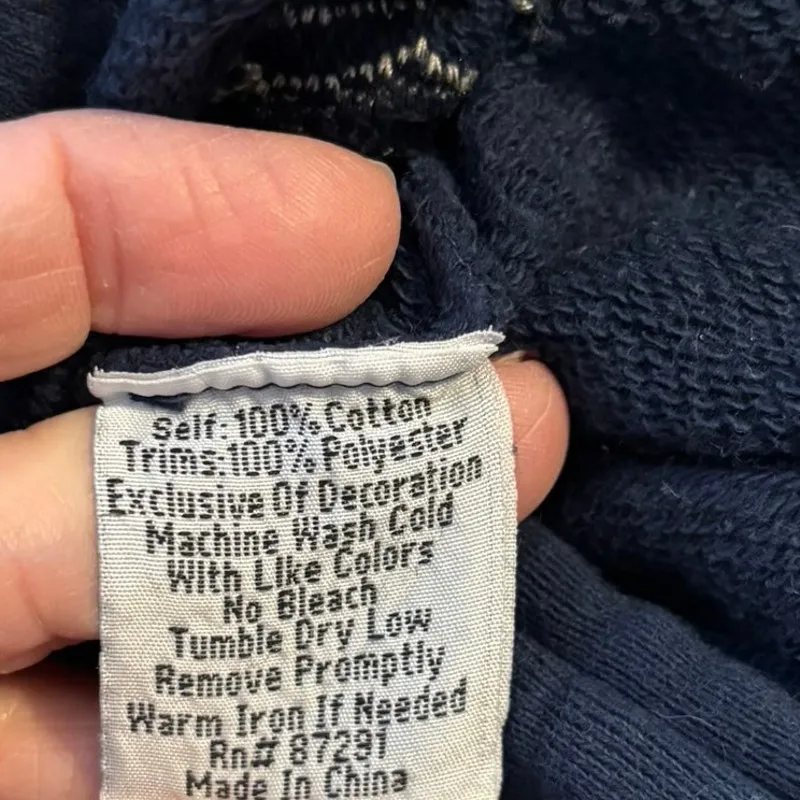 Self: 100% Cotton
Trims:100% Polyester
Exclusive Of Decoration
Machine Wash Cold
With Like Colors
No Bleach
Tumble Dry Low
Remove Promptly
Warm Iron If Needed
Rn# 87291
Made In China